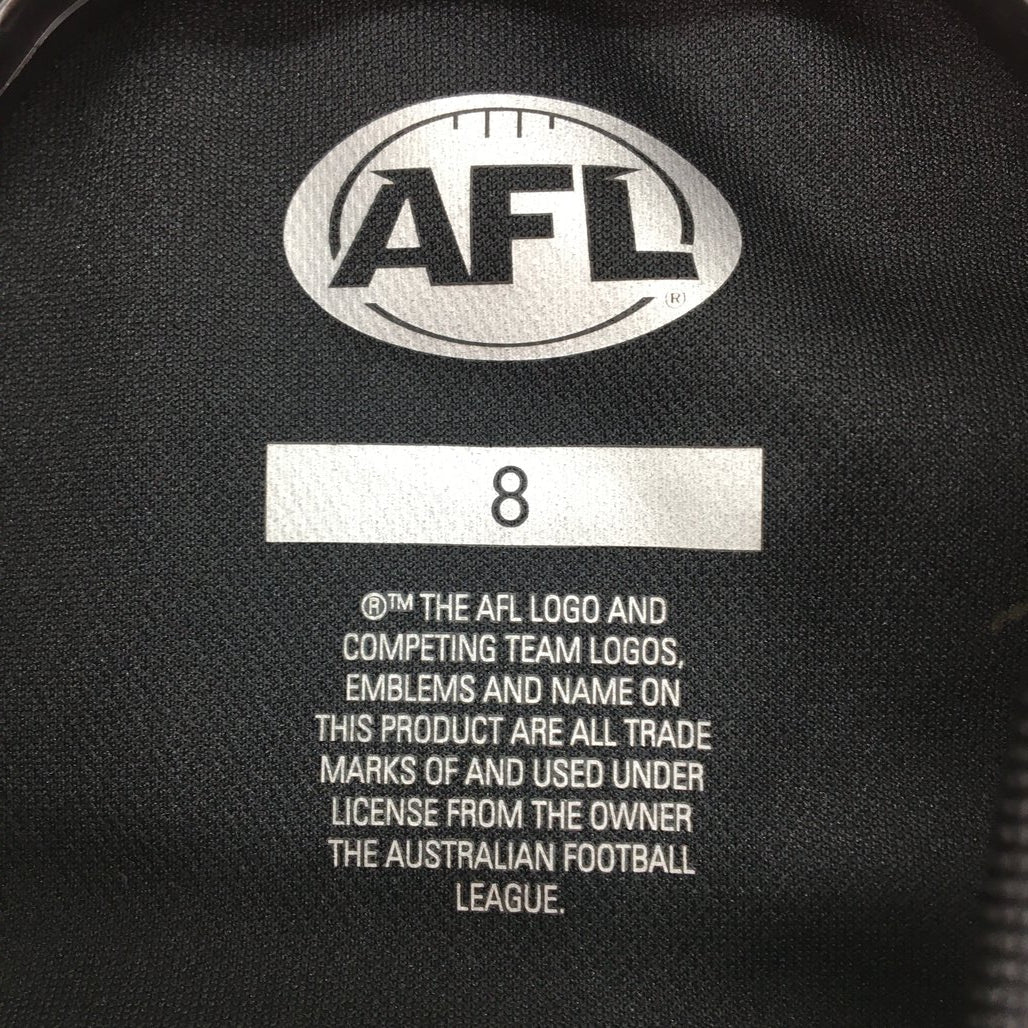 AFL
®
8
®™ THE AFL LOGO AND
COMPETING TEAM LOGOS,
EMBLEMS AND NAME ON
THIS PRODUCT ARE ALL TRADE
MARKS OF AND USED UNDER
LICENSE FROM THE OWNER
THE AUSTRALIAN FOOTBALL
LEAGUE.